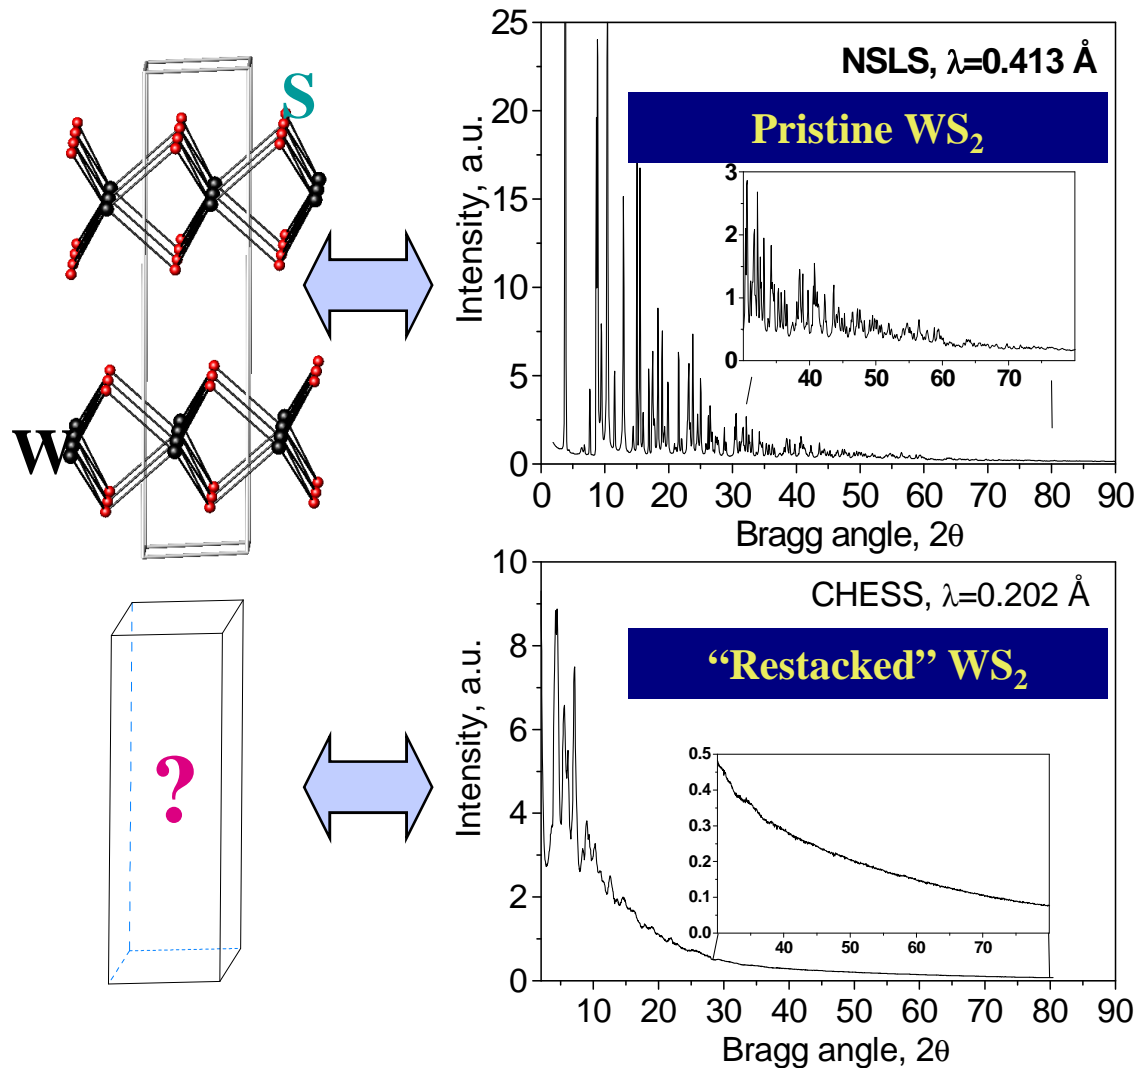 S
W
?
NSLS, λ=0.413 Å
Pristine WS₂
Intensity, a.u.
25
20
15
10
5
0
0 10 20 30 40 50 60 70 80 90
Bragg angle, 2θ
3
2
1
0
40 50 60 70
CHESS, λ=0.202 Å
“Restacked” WS₂
Intensity, a.u.
10
8
6
4
2
0
10 20 30 40 50 60 70 80 90
Bragg angle, 2θ
0.5
0.4
0.3
0.2
0.1
0.0
40 50 60 70